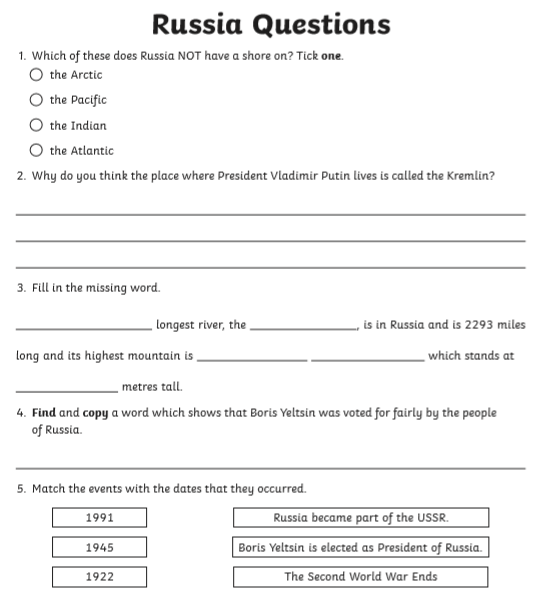 Russia Questions
1. Which of these does Russia NOT have a shore on? Tick one.
the Arctic
the Pacific
the Indian
the Atlantic
2. Why do you think the place where President Vladimir Putin lives is called the Kremlin?
3. Fill in the missing word.
____________ longest river, the ____________, is in Russia and is 2293 miles
long and its highest mountain is ____________ ____________ which stands at
____________ metres tall.
4. Find and copy a word which shows that Boris Yeltsin was voted for fairly by the people
of Russia.
5. Match the events with the dates that they occurred.
1991 Russia became part of the USSR.
1945 Boris Yeltsin is elected as President of Russia.
1922 The Second World War Ends